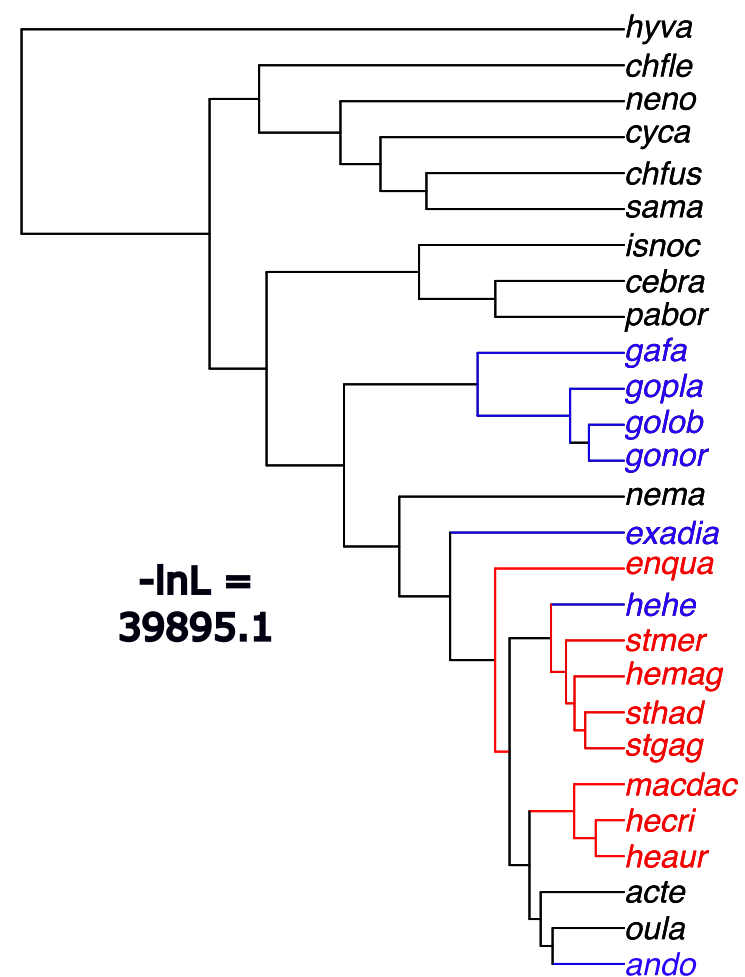 hyva
chfle
neno
cyca
chfus
sama
isnoc
cebra
pabor
gafa
gopla
golob
gonor
nema
exadia
enqua
hehe
stmer
hemag
sthad
stgag
macdac
hecri
heaur
acte
oula
ando
-lnL =
39895.1